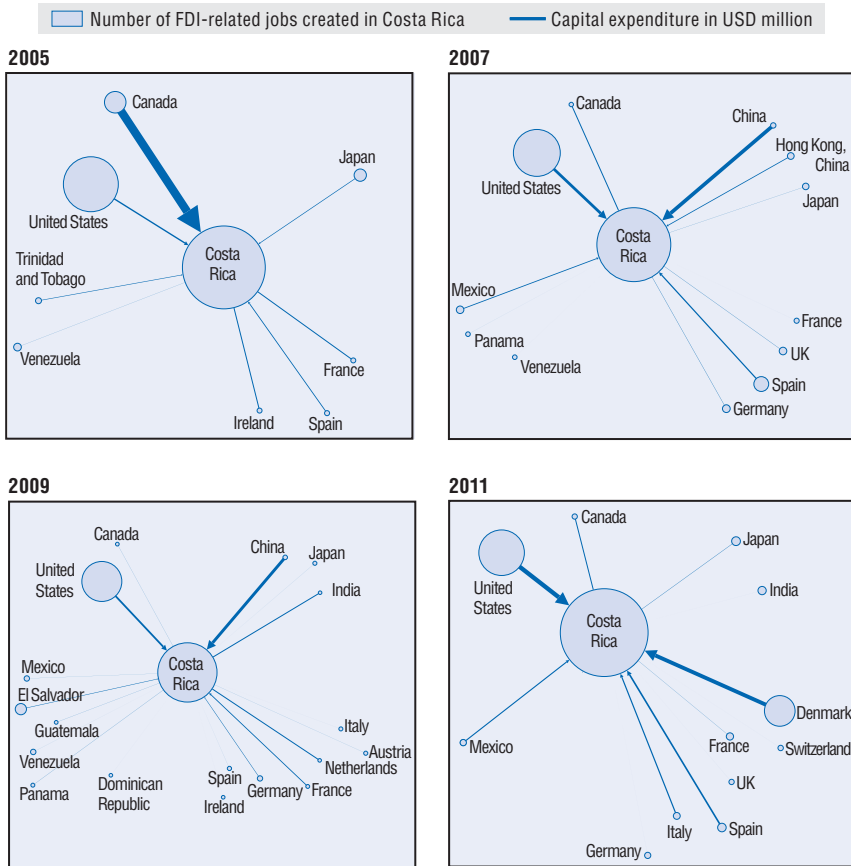 Number of FDI-related jobs created in Costa Rica
Capital expenditure in USD million
2005
Canada
Japan
United States
Costa
Rica
Trinidad
and Tobago
Venezuela
France
Ireland
Spain
2007
Canada
China
Hong Kong,
China
United States
Japan
Costa
Rica
Mexico
France
Panama
UK
Venezuela
Spain
Germany
2009
Canada
China
Japan
United
States
India
Mexico
Costa
Rica
El Salvador
Guatemala
Italy
Venezuela
Austria
Netherlands
Panama
Dominican
Republic
Spain
Ireland
Germany
France
2011
Canada
Japan
United
States
India
Costa
Rica
Denmark
Mexico
France
Switzerland
UK
Italy
Spain
Germany